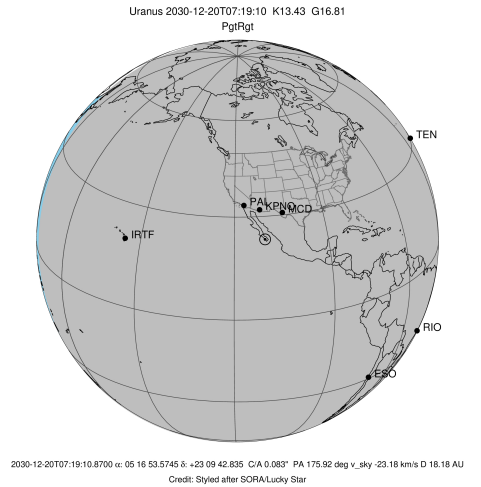 Uranus 2030-12-20T07:19:10 K13.43 G16.81
PgtRgt
TEN
PAL
KPNO
MCD
IRTF
RIO
ESO
2030-12-20T07:19:10.8700 α: 05 16 53.5745 δ: +23 09 42.835 C/A 0.083" PA 175.92 deg v_sky -23.18 km/s D 18.18 AU
Credit: Styled after SORA/Lucky Star